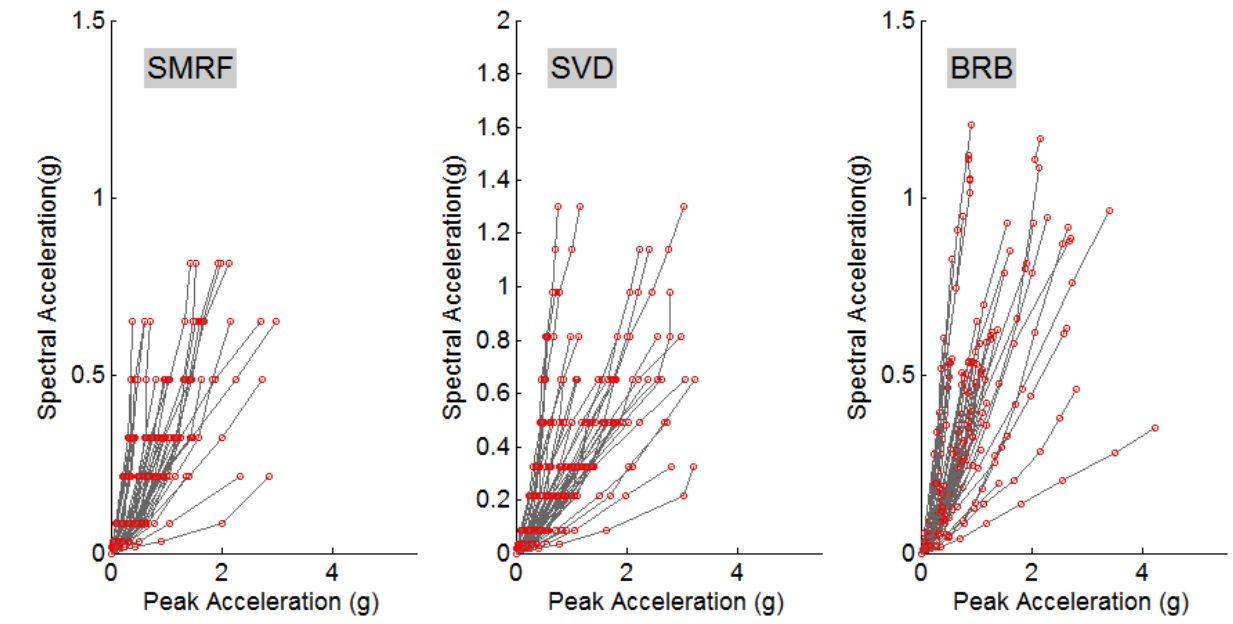 SMRF
1.5
1
0.5
0
0 2 4
Spectral Acceleration(g)
Peak Acceleration (g)
SVD
2
1.8
1.6
1.4
1.2
1
0.8
0.6
0.4
0.2
0
0 2 4
Spectral Acceleration(g)
Peak Acceleration (g)
BRB
1.5
1
0.5
0
0 2 4
Spectral Acceleration(g)
Peak Acceleration (g)